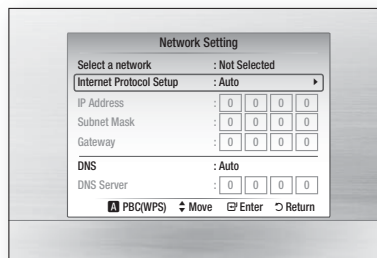 Network Setting
Select a network : Not Selected
Internet Protocol Setup : Auto ▶
IP Address : 0 0 0 0
Subnet Mask : 0 0 0 0
Gateway : 0 0 0 0
DNS : Auto
DNS Server : 0 0 0 0
A PBC(WPS) Move Enter Return